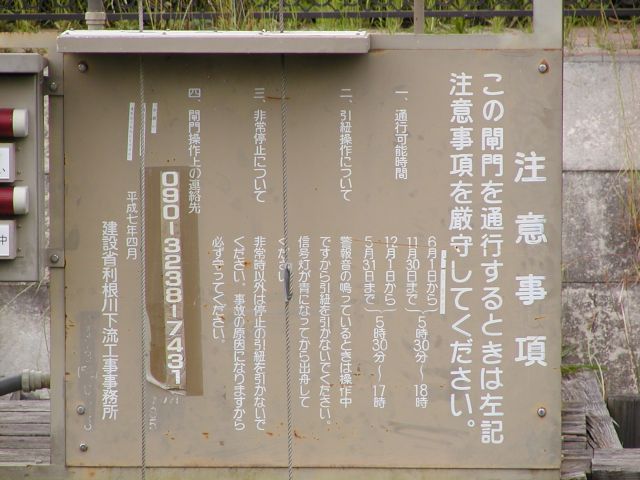 注意事項
この閘門を通行するときは左記
注意事項を厳守してください。
一、通行可能時間
6月1日から
11月30日まで
5時30分〜18時
12月1日から
5月31日まで
5時30分〜17時
二、引紐操作について
警報音の鳴っているときは操作中
ですから引紐を引かないでください。
信号灯が青になってから出舟して
ください。
三、非常停止について
非常時以外は停止の引紐を引かないで
ください。事故の原因になりますから
必ず守ってください。
四、閘門操作上の連絡先
090-3238-7431
平成七年四月
建設省利根川下流工事事務所